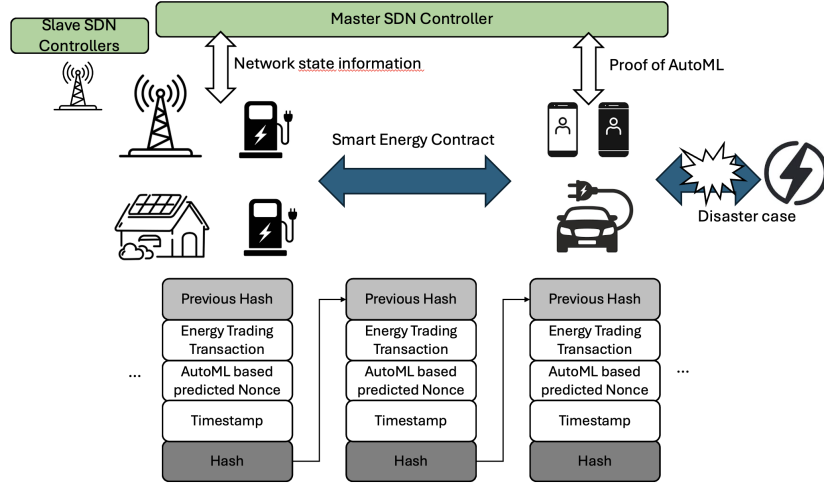 Slave SDN
Controllers
Master SDN Controller
Network state information
Proof of AutoML
Smart Energy Contract
Disaster case
Previous Hash
Energy Trading
Transaction
AutoML based
predicted Nonce
Timestamp
Hash
Previous Hash
Energy Trading
Transaction
AutoML based
predicted Nonce
Timestamp
Hash
Previous Hash
Energy Trading
Transaction
AutoML based
predicted Nonce
Timestamp
Hash
...
...